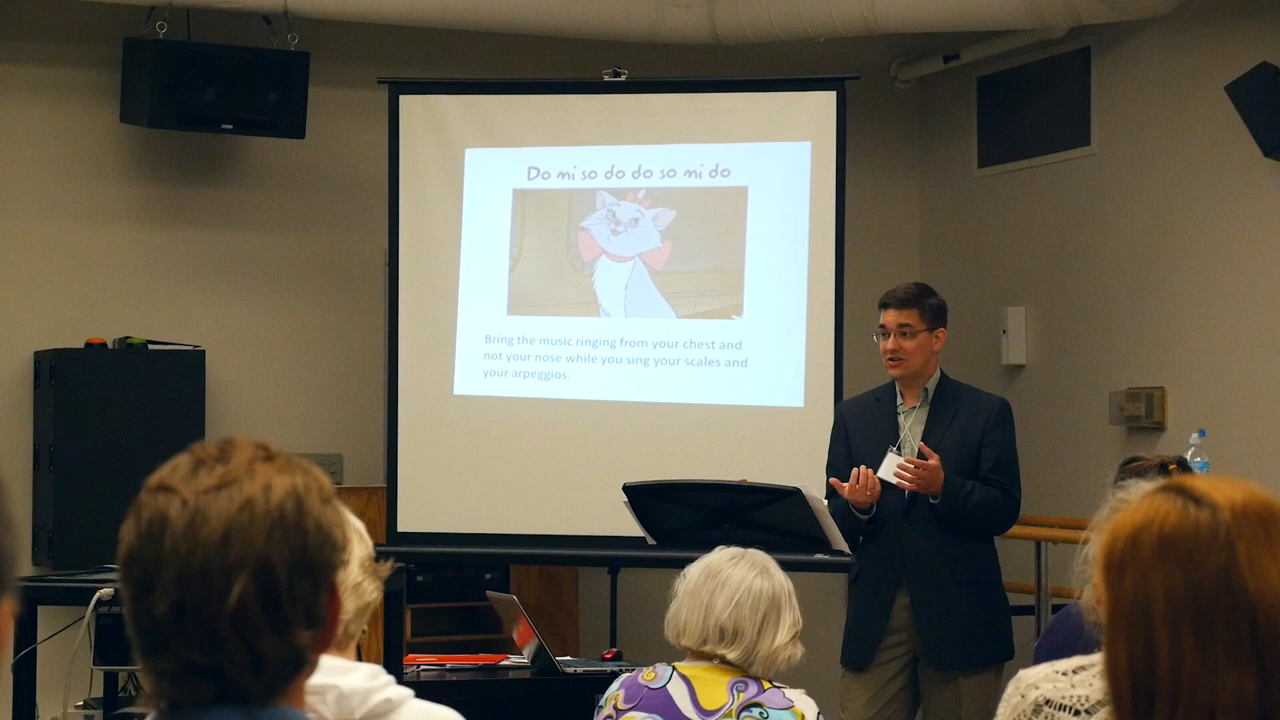 Do mi so do do so mi do
Bring the music ringing from your chest and
not your nose while you sing your scales and
your arpeggios.